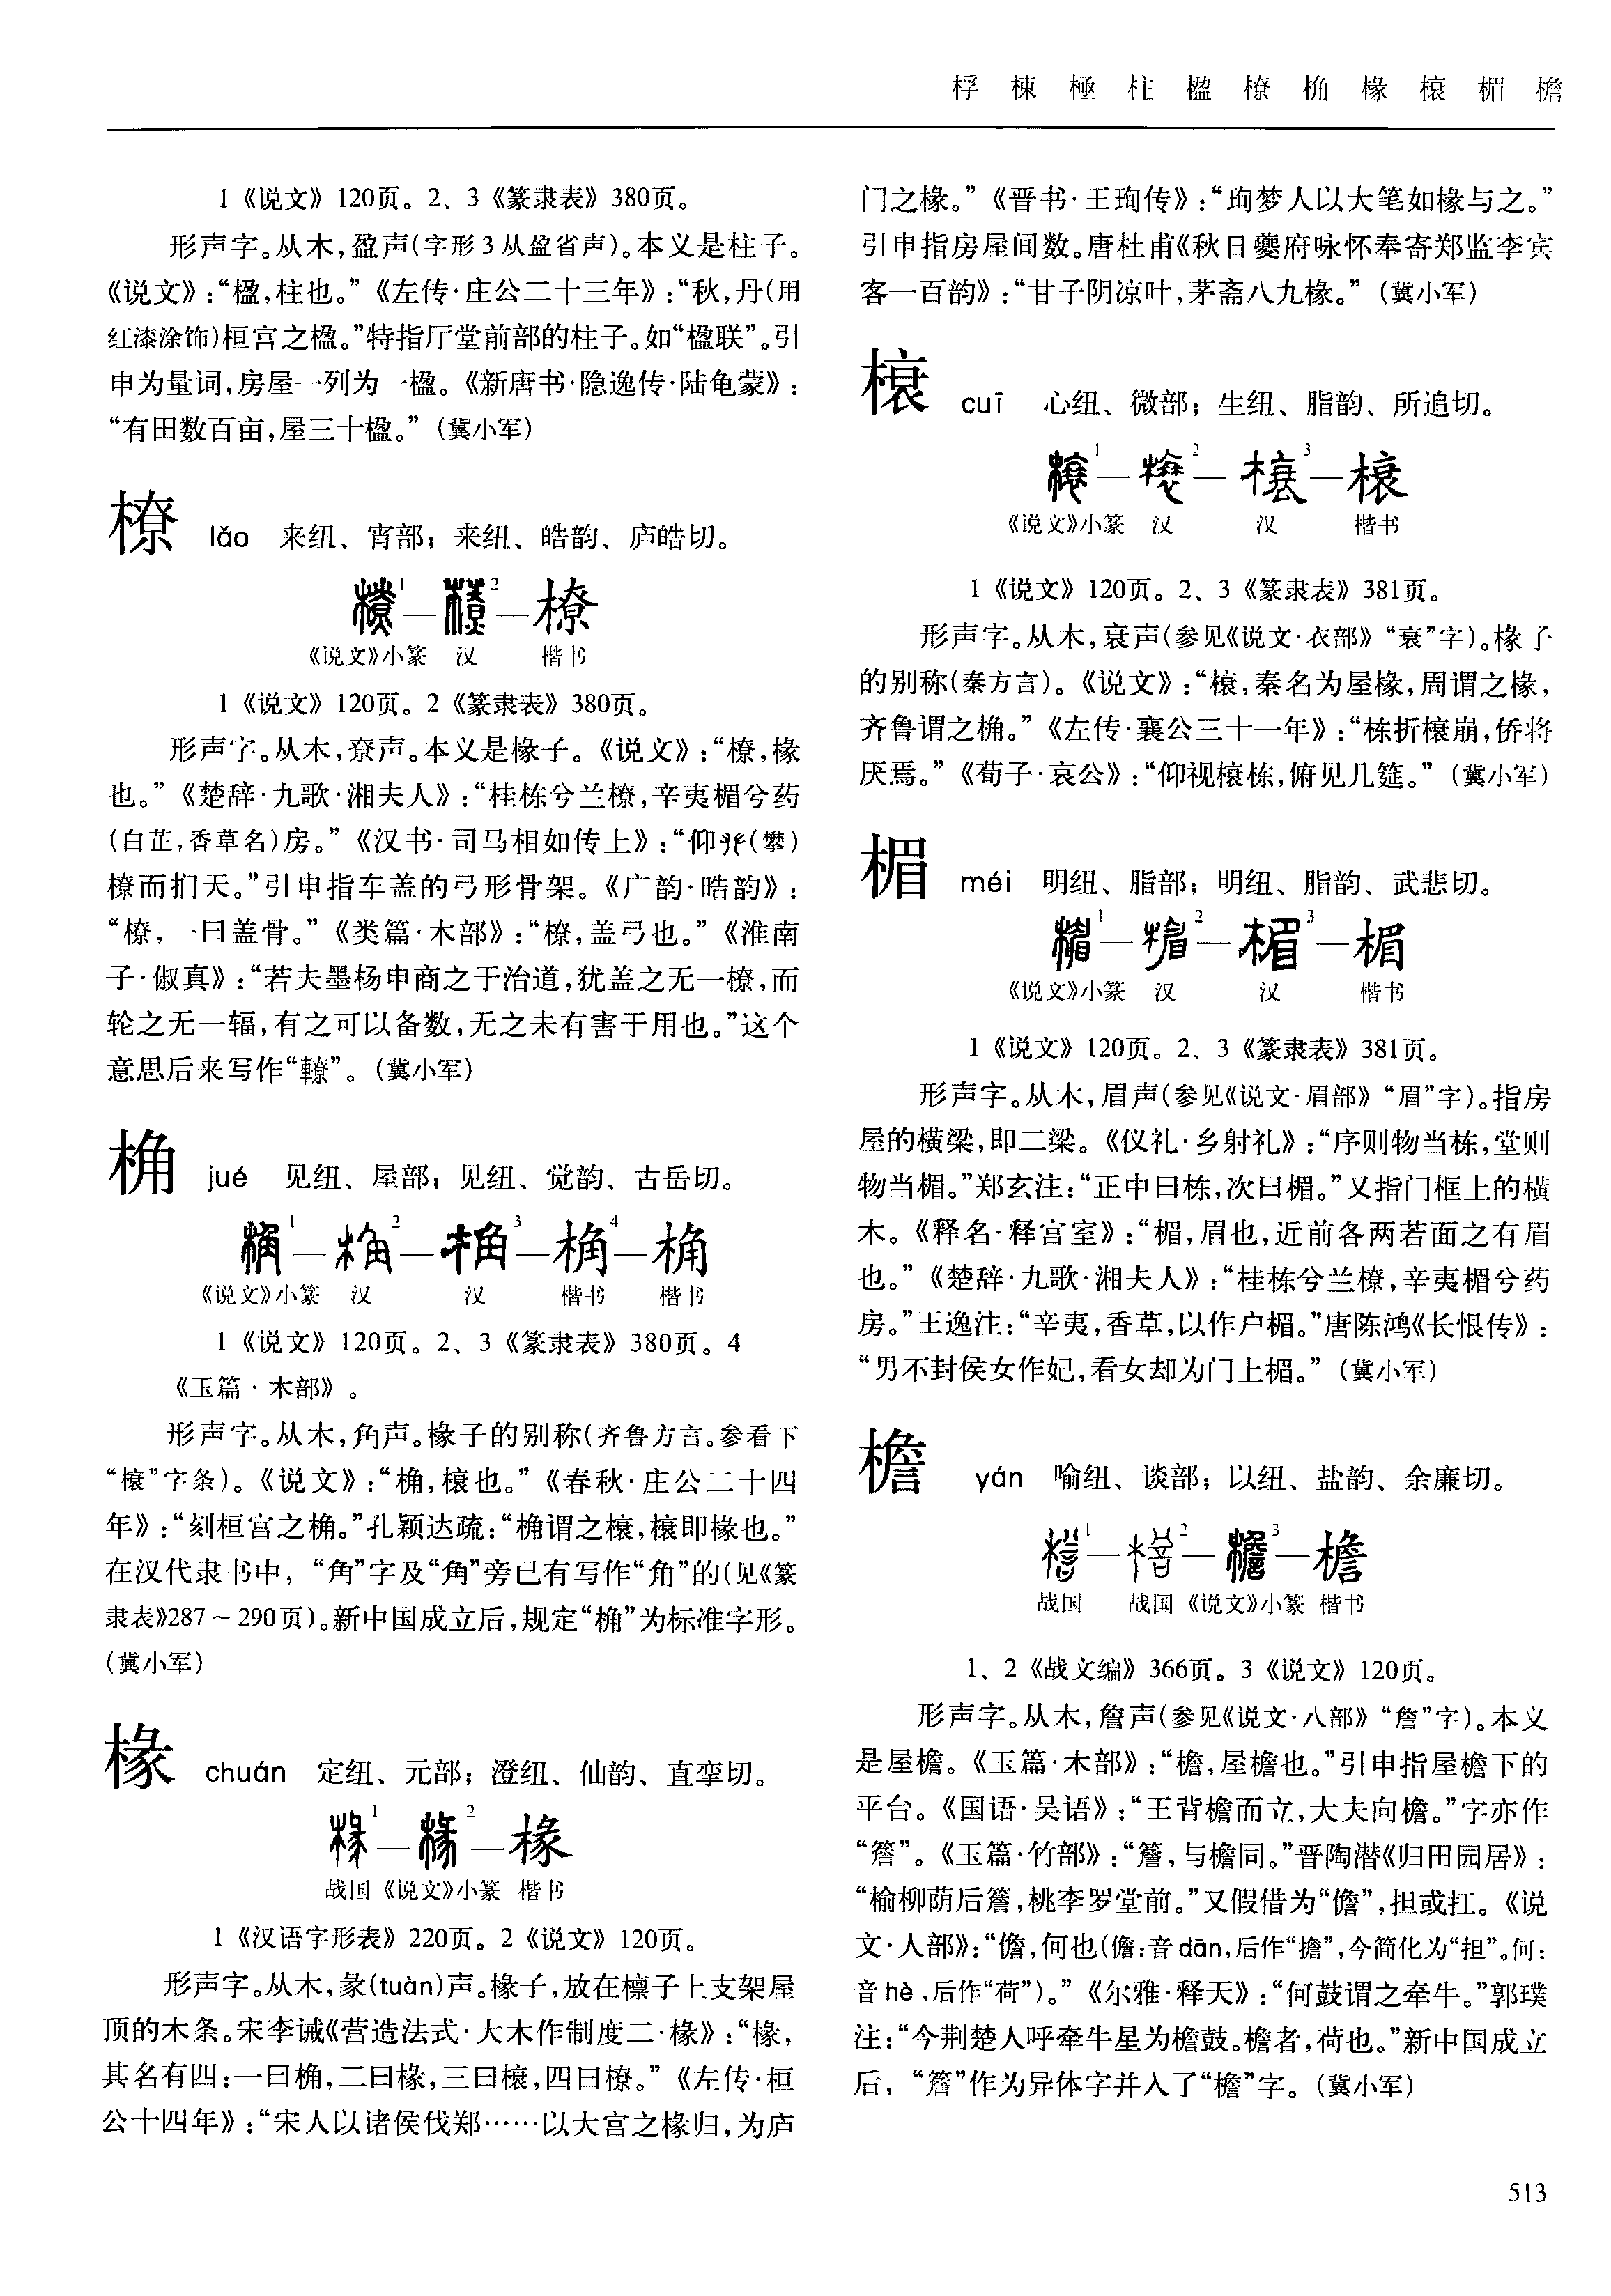 桴 棟 極 柱 楹 橑 桷 椽 榱 楣 檐
1《说文》120页。2、3《篆隶表》380页。
形声字。从木，盈声(字形3从盈省声)。本义是柱子。
《说文》：“楹，柱也。”《左传·庄公二十三年》：“秋，丹(用
红漆涂饰)桓宫之楹。”特指厅堂前部的柱子。如“楹联”。引
申为量词，房屋一列为一楹。《新唐书·隐逸传·陆龟蒙》：
“有田数百亩，屋三十楹。”(冀小军)
橑 lǎo 来纽、宵部；来纽、皓韵、庐皓切。
1—2—橑
《说文》小篆 汉 楷书
1《说文》120页。2《篆隶表》380页。
形声字。从木，尞声。本义是椽子。《说文》：“橑，椽
也。”《楚辞·九歌·湘夫人》：“桂栋兮兰橑，辛夷楣兮药
(白芷，香草名)房。”《汉书·司马相如传上》：“仰(攀)
橑而扪天。”引申指车盖的弓形骨架。《广韵·晧韵》：
“橑，一曰盖骨。”《类篇·木部》：“橑，盖弓也。”《淮南
子·俶真》：“若夫墨杨申商之于治道，犹盖之无一橑，而
轮之无一辐，有之可以备数，无之未有害于用也。”这个
意思后来写作“轑”。(冀小军)
桷 jué 见纽、屋部；见纽、觉韵、古岳切。
1—2—3—桷4—桷
《说文》小篆 汉 汉 楷书 楷书
1《说文》120页。2、3《篆隶表》380页。4
《玉篇·木部》。
形声字。从木，角声。椽子的别称(齐鲁方言。参看下
“榱”字条)。《说文》：“桷，榱也。”《春秋·庄公二十四
年》：“刻桓宫之桷。”孔颖达疏：“桷谓之榱，榱即椽也。”
在汉代隶书中，“角”字及“角”旁已有写作“角”的(见《篆
隶表》287～290页)。新中国成立后，规定“桷”为标准字形。
(冀小军)
椽 chuán 定纽、元部；澄纽、仙韵、直挛切。
1—2—椽
战国 《说文》小篆 楷书
1《汉语字形表》220页。2《说文》120页。
形声字。从木，彖(tuàn)声。椽子，放在檩子上支架屋
顶的木条。宋李诫《营造法式·大木作制度二·椽》：“椽，
其名有四：一曰桷，二曰椽，三曰榱，四曰橑。”《左传·桓
公十四年》：“宋人以诸侯伐郑……以大宫之椽归，为庐
门之椽。”《晋书·王珣传》：“珣梦人以大笔如椽与之。”
引申指房屋间数。唐杜甫《秋日夔府咏怀奉寄郑监李宾
客一百韵》：“甘子阴凉叶，茅斋八九椽。”(冀小军)
榱 cuī 心纽、微部；生纽、脂韵、所追切。
1—2—3—榱
《说文》小篆 汉 汉 楷书
1《说文》120页。2、3《篆隶表》381页。
形声字。从木，衰声(参见《说文·衣部》“衰”字)。椽子
的别称(秦方言)。《说文》：“榱，秦名为屋椽，周谓之椽，
齐鲁谓之桷。”《左传·襄公三十一年》：“栋折榱崩，侨将
厌焉。”《荀子·哀公》：“仰视榱栋，俯见几筵。”(冀小军)
楣 méi 明纽、脂部；明纽、脂韵、武悲切。
1—2—3—楣
《说文》小篆 汉 汉 楷书
1《说文》120页。2、3《篆隶表》381页。
形声字。从木，眉声(参见《说文·眉部》“眉”字)。指房
屋的横梁，即二梁。《仪礼·乡射礼》：“序则物当栋，堂则
物当楣。”郑玄注：“正中曰栋，次曰楣。”又指门框上的横
木。《释名·释宫室》：“楣，眉也，近前各两若面之有眉
也。”《楚辞·九歌·湘夫人》：“桂栋兮兰橑，辛夷楣兮药
房。”王逸注：“辛夷，香草，以作户楣。”唐陈鸿《长恨传》：
“男不封侯女作妃，看女却为门上楣。”(冀小军)
檐 yán 喻纽、谈部；以纽、盐韵、余廉切。
1—2—3—檐
战国 战国 《说文》小篆 楷书
1、2《战文编》366页。3《说文》120页。
形声字。从木，詹声(参见《说文·八部》“詹”字)。本义
是屋檐。《玉篇·木部》：“檐，屋檐也。”引申指屋檐下的
平台。《国语·吴语》：“王背檐而立，大夫向檐。”字亦作
“簷”。《玉篇·竹部》：“簷，与檐同。”晋陶潜《归田园居》：
“榆柳荫后簷，桃李罗堂前。”又假借为“儋”，担或扛。《说
文·人部》：“儋，何也(儋：音dān，后作“擔”，今简化为“担”。何：
音hè，后作“荷”)。”《尔雅·释天》：“何鼓谓之牵牛。”郭璞
注：“今荆楚人呼牵牛星为檐鼓。檐者，荷也。”新中国成立
后，“簷”作为异体字并入了“檐”字。(冀小军)
513